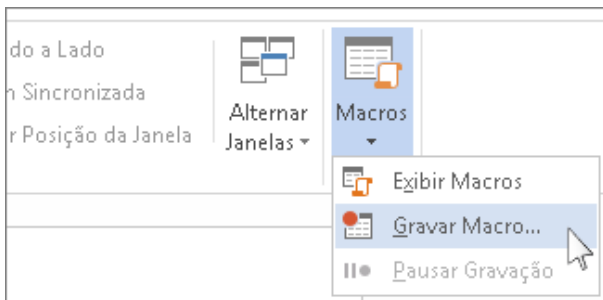 do a Lado
n Sincronizada
r Posição da Janela
Alternar
Janelas
Macros
Exibir Macros
Gravar Macro...
Pausar Gravação